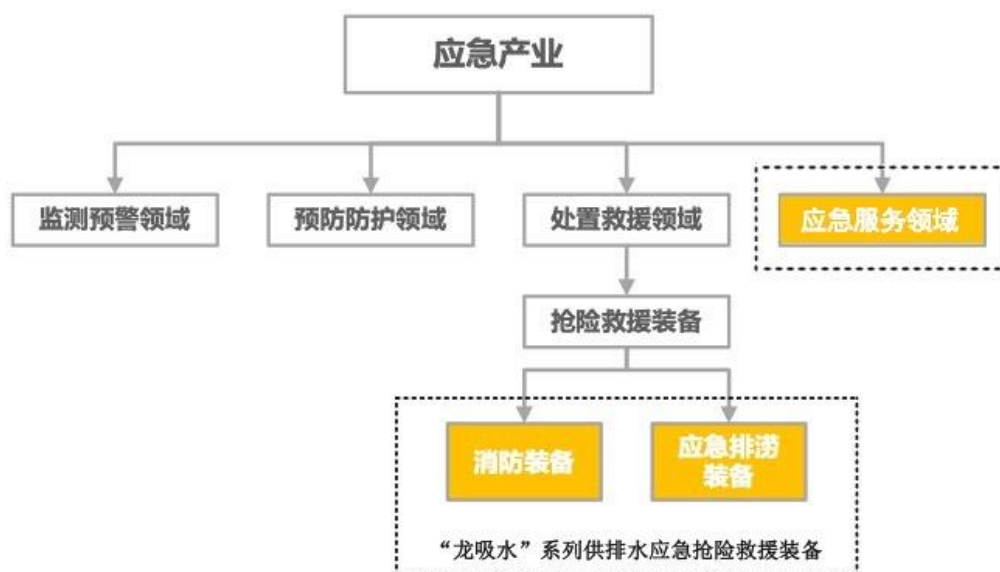 应急产业
监测预警领域
预防防护领域
处置救援领域
应急服务领域
抢险救援装备
消防装备
应急排涝
装备
“龙吸水”系列供排水应急抢险救援装备